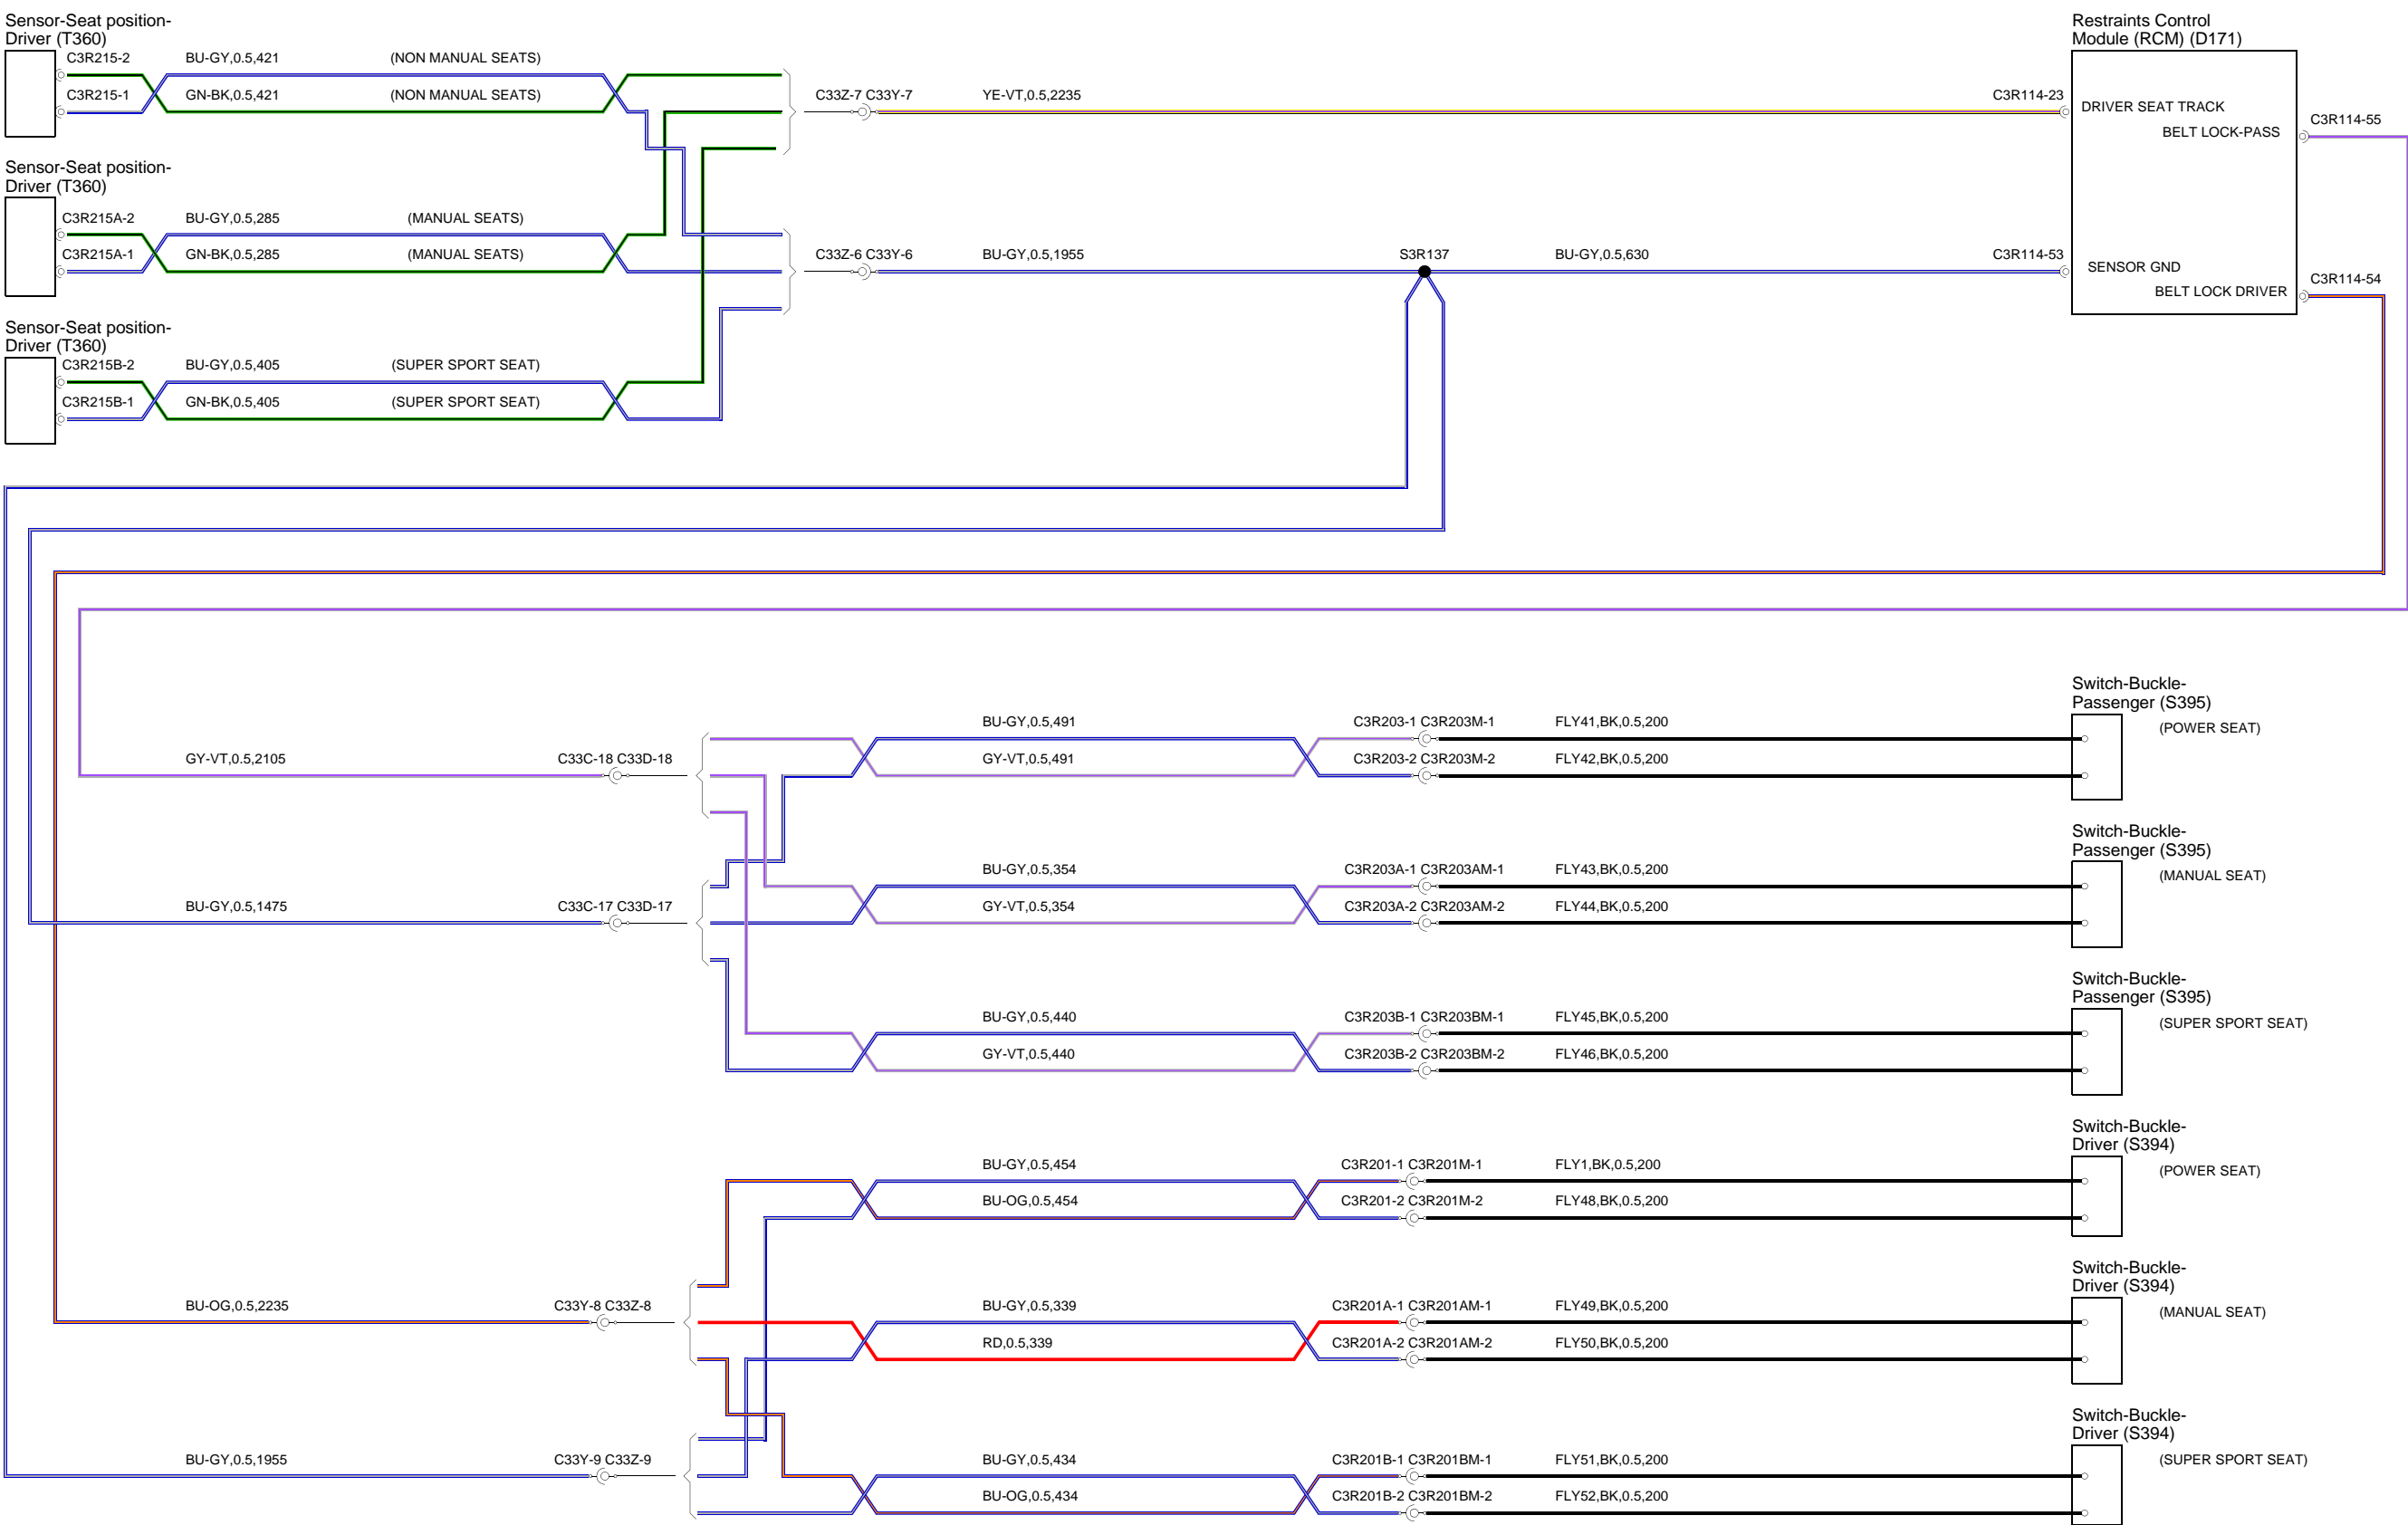 Sensor-Seat position-
Driver (T360)
C3R215-2
BU-GY,0.5,421
(NON MANUAL SEATS)
C3R215-1
GN-BK,0.5,421
(NON MANUAL SEATS)
C33Z-7 C33Y-7
YE-VT,0.5,2235
C3R114-23
Restraints Control
Module (RCM) (D171)
DRIVER SEAT TRACK
BELT LOCK-PASS
C3R114-55
Sensor-Seat position-
Driver (T360)
C3R215A-2
BU-GY,0.5,285
(MANUAL SEATS)
C3R215A-1
GN-BK,0.5,285
(MANUAL SEATS)
C33Z-6 C33Y-6
BU-GY,0.5,1955
S3R137
BU-GY,0.5,630
C3R114-53
SENSOR GND
BELT LOCK DRIVER
C3R114-54
Sensor-Seat position-
Driver (T360)
C3R215B-2
BU-GY,0.5,405
(SUPER SPORT SEAT)
C3R215B-1
GN-BK,0.5,405
(SUPER SPORT SEAT)
Switch-Buckle-
Passenger (S395)
(POWER SEAT)
BU-GY,0.5,491
C3R203-1 C3R203M-1
FLY41,BK,0.5,200
GY-VT,0.5,2105
C33C-18 C33D-18
GY-VT,0.5,491
C3R203-2 C3R203M-2
FLY42,BK,0.5,200
Switch-Buckle-
Passenger (S395)
(MANUAL SEAT)
BU-GY,0.5,354
C3R203A-1 C3R203AM-1
FLY43,BK,0.5,200
BU-GY,0.5,1475
C33C-17 C33D-17
GY-VT,0.5,354
C3R203A-2 C3R203AM-2
FLY44,BK,0.5,200
Switch-Buckle-
Passenger (S395)
(SUPER SPORT SEAT)
BU-GY,0.5,440
C3R203B-1 C3R203BM-1
FLY45,BK,0.5,200
GY-VT,0.5,440
C3R203B-2 C3R203BM-2
FLY46,BK,0.5,200
Switch-Buckle-
Driver (S394)
(POWER SEAT)
BU-GY,0.5,454
C3R201-1 C3R201M-1
FLY1,BK,0.5,200
BU-OG,0.5,454
C3R201-2 C3R201M-2
FLY48,BK,0.5,200
Switch-Buckle-
Driver (S394)
(MANUAL SEAT)
BU-OG,0.5,2235
C33Y-8 C33Z-8
BU-GY,0.5,339
C3R201A-1 C3R201AM-1
FLY49,BK,0.5,200
RD,0.5,339
C3R201A-2 C3R201AM-2
FLY50,BK,0.5,200
Switch-Buckle-
Driver (S394)
(SUPER SPORT SEAT)
BU-GY,0.5,1955
C33Y-9 C33Z-9
BU-GY,0.5,434
C3R201B-1 C3R201BM-1
FLY51,BK,0.5,200
BU-OG,0.5,434
C3R201B-2 C3R201BM-2
FLY52,BK,0.5,200